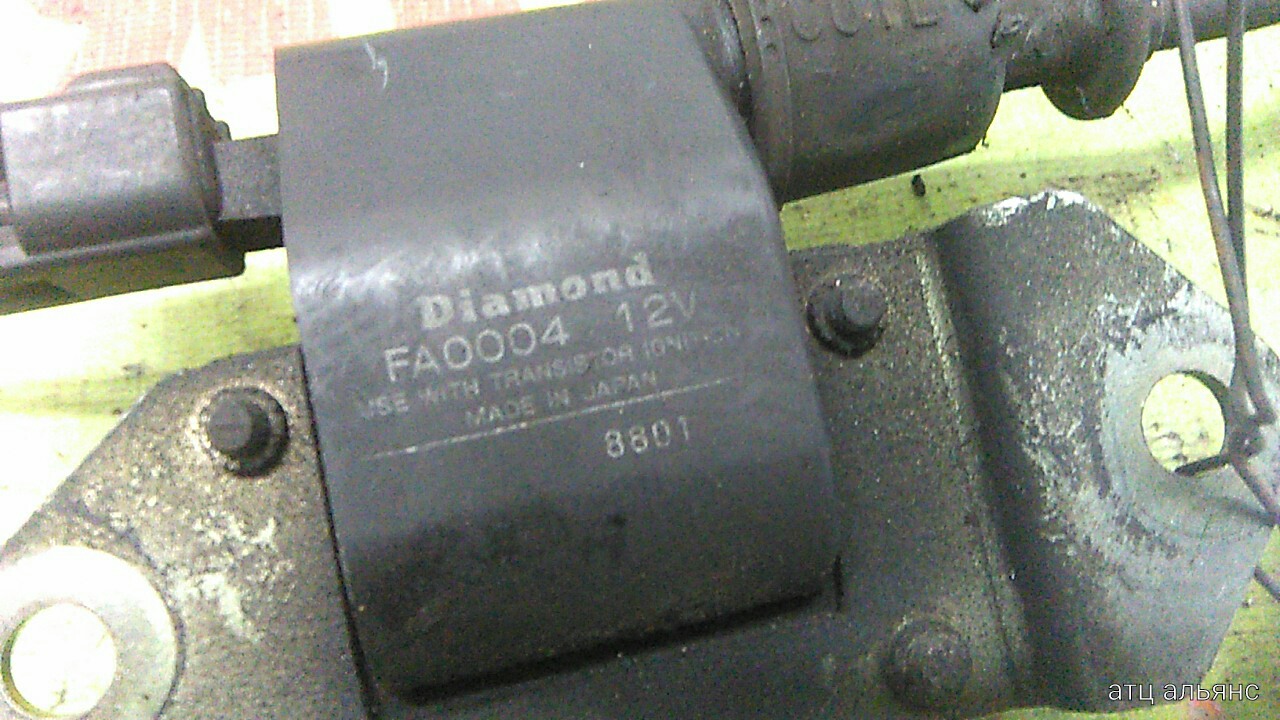 Diamond
FA0004 12V
USE WITH TRANSISTOR IGNITION
MADE IN JAPAN
8801
атц альянс